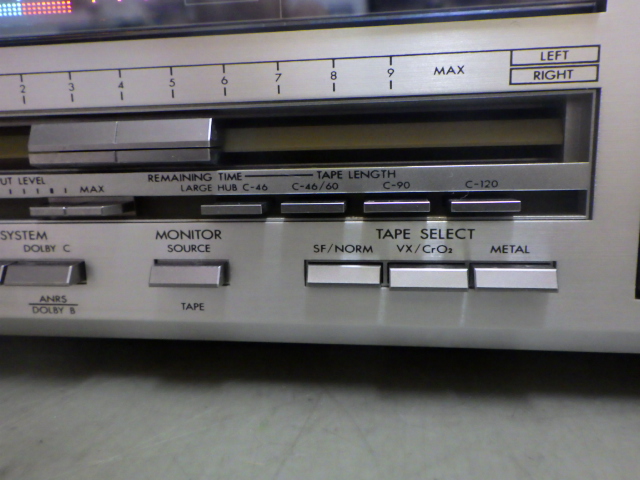 LEFT
2 3 4 5 6 7 8 9 MAX
RIGHT
REMAINING TIME TAPE LENGTH
UT LEVEL MAX LARGE HUB C-46 C-46/60 C-90 C-120
SYSTEM MONITOR TAPE SELECT
DOLBY C SOURCE SF/NORM VX/CrO₂ METAL
ANRS TAPE
DOLBY B